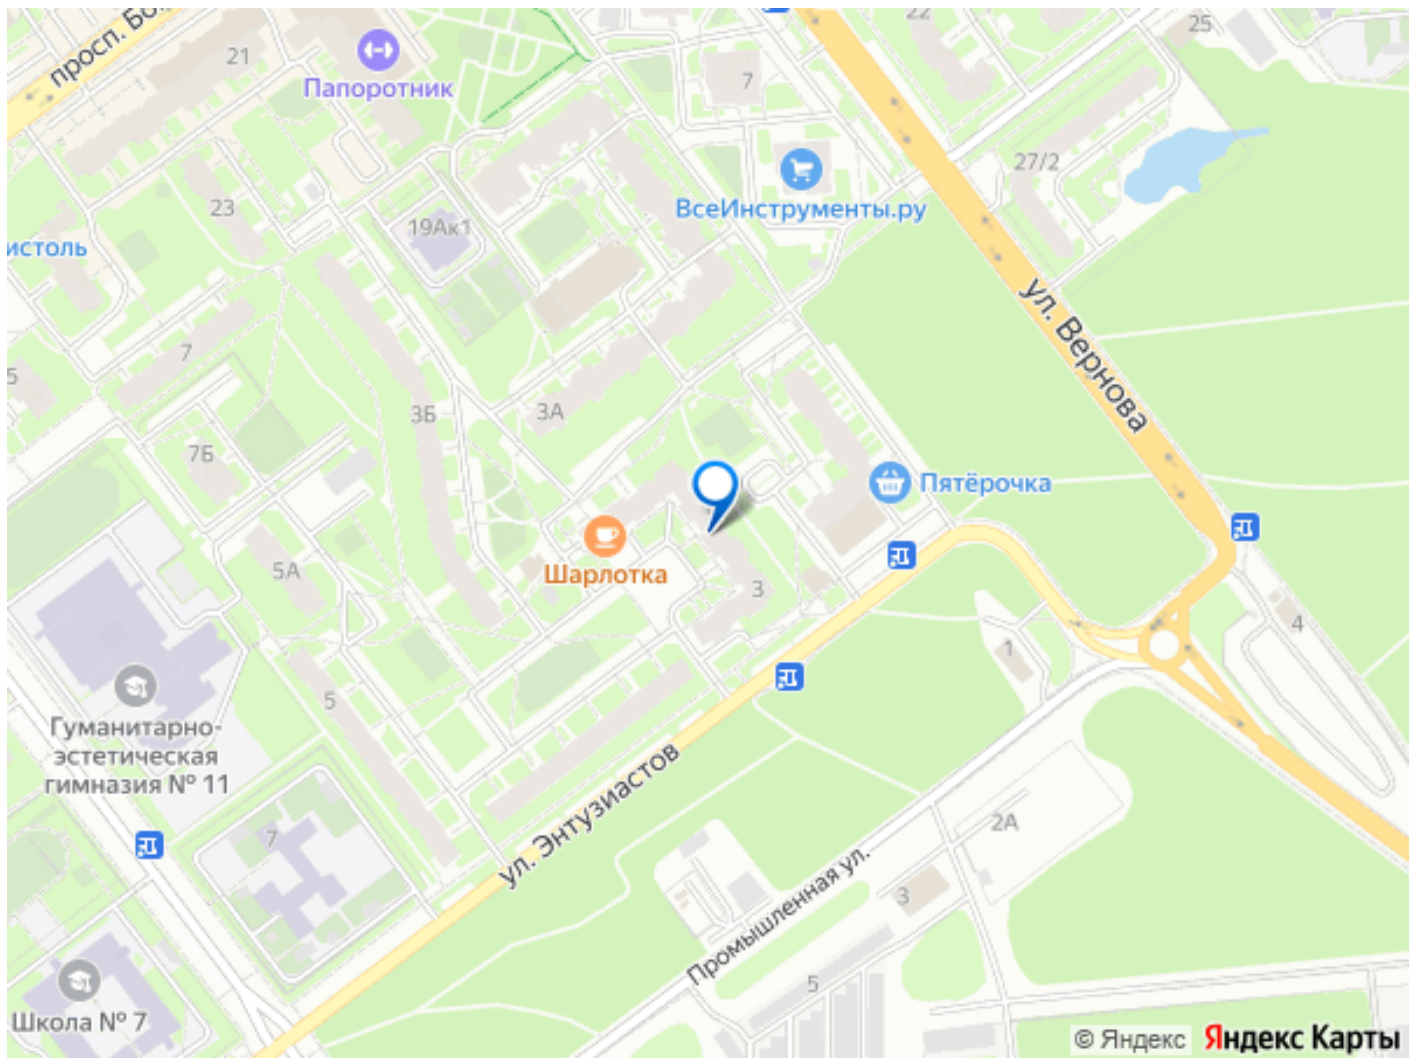 просп. Бо
21
Папоротник
7
22
25
27/2
ВсеИнструменты.ру
23
19Ак1
истоль
ул. Вернова
7
5
3Б
3А
7Б
Пятёрочка
Шарлотка
5А
3
4
1
Гуманитарно-
эстетическая
гимназия № 11
5
ул. Энтузиастов
7
2А
Промышленная ул.
3
5
Школа № 7
© Яндекс Яндекс Карты